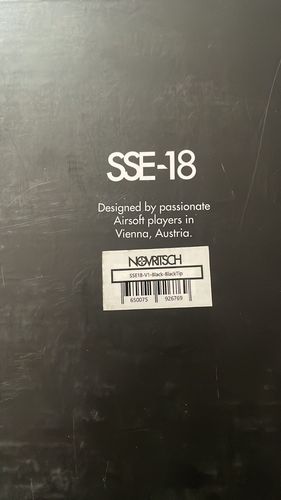 SSE-18
Designed by passionate
Airsoft players in
Vienna, Austria.
NOVRITSCH
SSE18-V1-Black-BlackTip
650075 926769